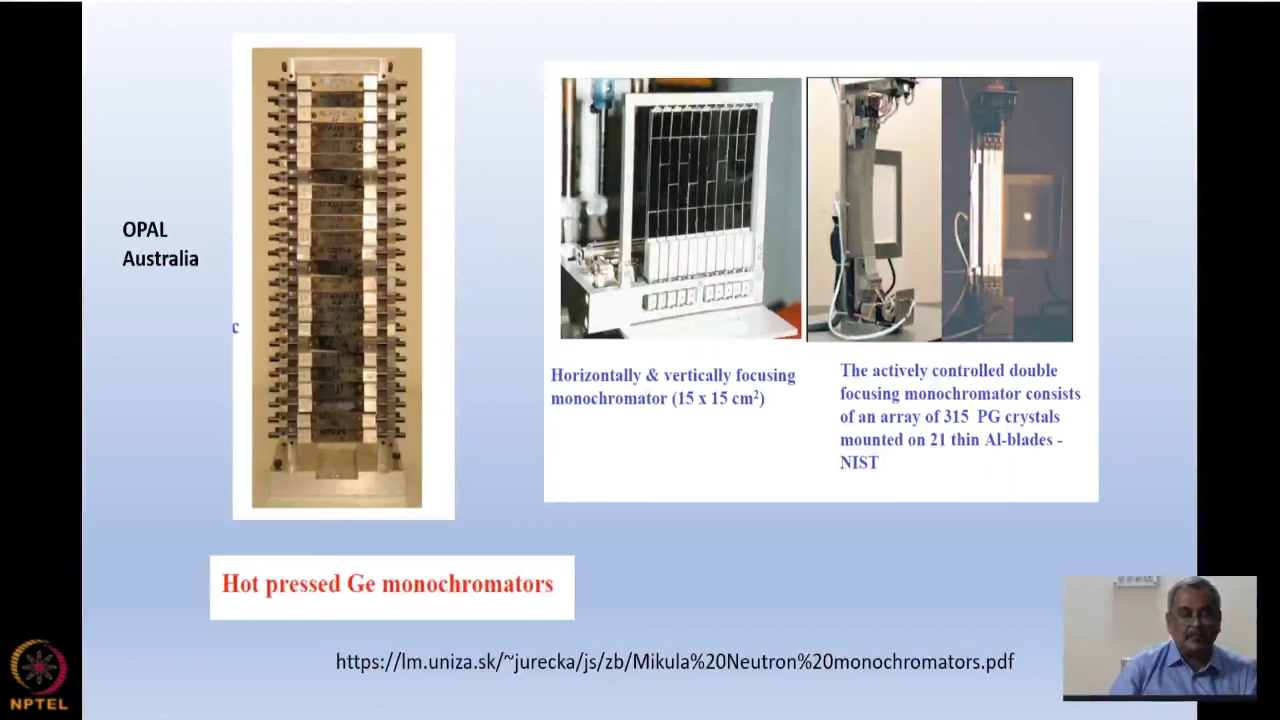 OPAL
Australia
c
Horizontally & vertically focusing
monochromator (15 x 15 cm²)
The actively controlled double
focusing monochromator consists
of an array of 315 PG crystals
mounted on 21 thin Al-blades -
NIST
Hot pressed Ge monochromators
https://lm.uniza.sk/~jurecka/js/zb/Mikula%20Neutron%20monochromators.pdf
NPTEL